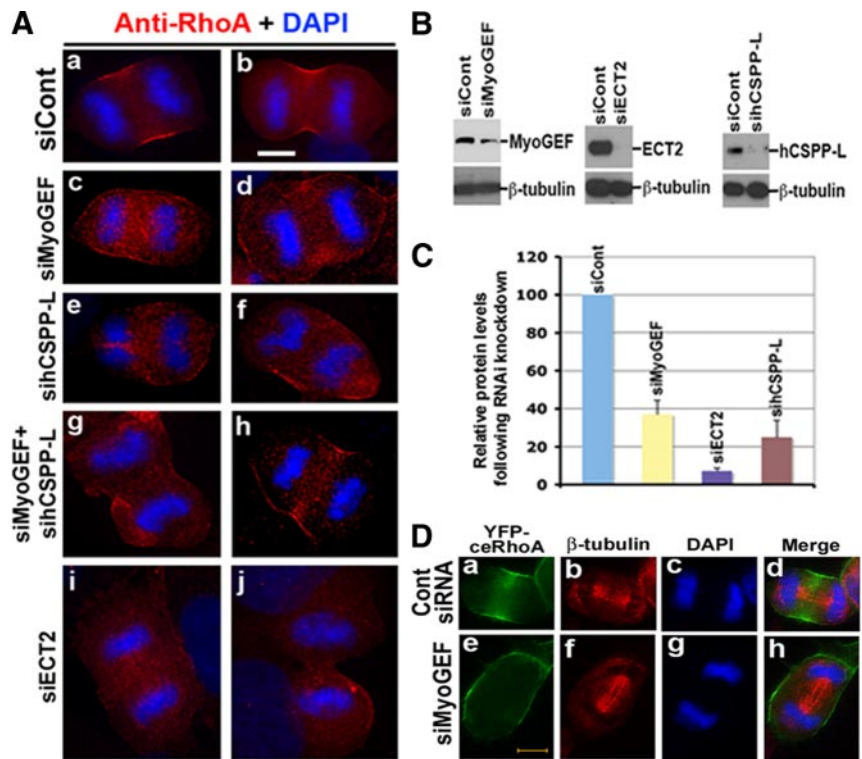 A
Anti-RhoA + DAPI
siCont
a
b
siMyoGEF
c
d
sihCSPP-L
e
f
siMyoGEF+
sihCSPP-L
g
h
siECT2
i
j
B
siCont
siMyoGEF
MyoGEF
β-tubulin
siCont
siECT2
ECT2
β-tubulin
siCont
sihCSPP-L
hCSPP-L
β-tubulin
C
Relative protein levels
following RNAi knockdown
120
100
80
60
40
20
0
siCont
siMyoGEF
siECT2
sihCSPP-L
D
YFP-
ceRhoA
β-tubulin
DAPI
Merge
Cont
siRNA
a
b
c
d
siMyoGEF
e
f
g
h